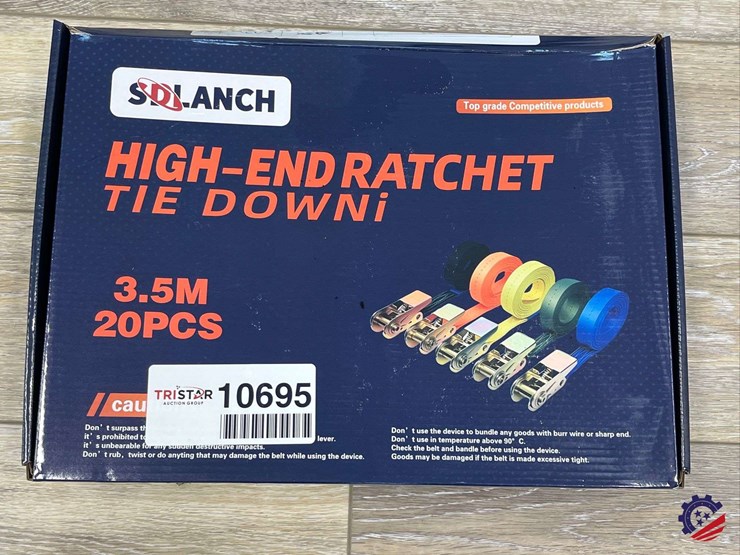 SDLANCH
Top grade Competitive products
HIGH-END RATCHET
TIE DOWNi
3.5M
20PCS
// cau
TRISTAR
AUCTION GROUP
10695
Don't surpass th
it's prohibited to lever.
it's unbearable for any sudden destructive impacts.
Don't rub, twist or do anything that may damage the belt while using the device.
Don't use the device to bundle any goods with burr wire or sharp end.
Don't use in temperature above 90° C.
Check the belt and bandle before using the device.
Goods may be damaged if the belt is made excessive tight.